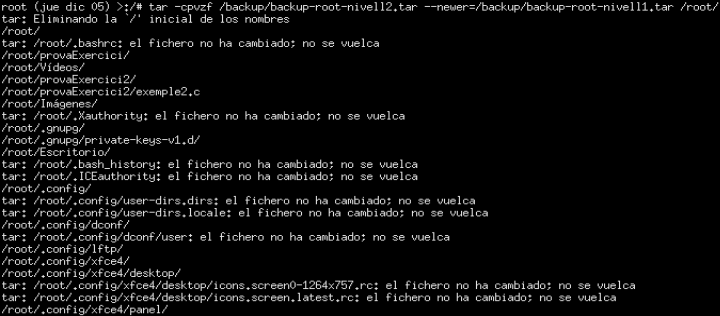 root (jue dic 05) >:/# tar -cpvzf /backup/backup-root-nivell2.tar --newer=/backup/backup-root-nivell1.tar /root/
tar: Eliminando la `/' inicial de los nombres
/root/
tar: /root/.bashrc: el fichero no ha cambiado; no se vuelca
/root/provaExercici/
/root/Vídeos/
/root/provaExercici2/
/root/provaExercici2/exemple2.c
/root/Imágenes/
tar: /root/.Xauthority: el fichero no ha cambiado; no se vuelca
/root/.gnupg/
/root/.gnupg/private-keys-v1.d/
/root/Escritorio/
tar: /root/.bash_history: el fichero no ha cambiado; no se vuelca
tar: /root/.ICEauthority: el fichero no ha cambiado; no se vuelca
/root/.config/
tar: /root/.config/user-dirs.dirs: el fichero no ha cambiado; no se vuelca
tar: /root/.config/user-dirs.locale: el fichero no ha cambiado; no se vuelca
/root/.config/dconf/
tar: /root/.config/dconf/user: el fichero no ha cambiado; no se vuelca
/root/.config/lftp/
/root/.config/xfce4/
/root/.config/xfce4/desktop/
tar: /root/.config/xfce4/desktop/icons.screen0-1264x757.rc: el fichero no ha cambiado; no se vuelca
tar: /root/.config/xfce4/desktop/icons.screen.latest.rc: el fichero no ha cambiado; no se vuelca
/root/.config/xfce4/panel/